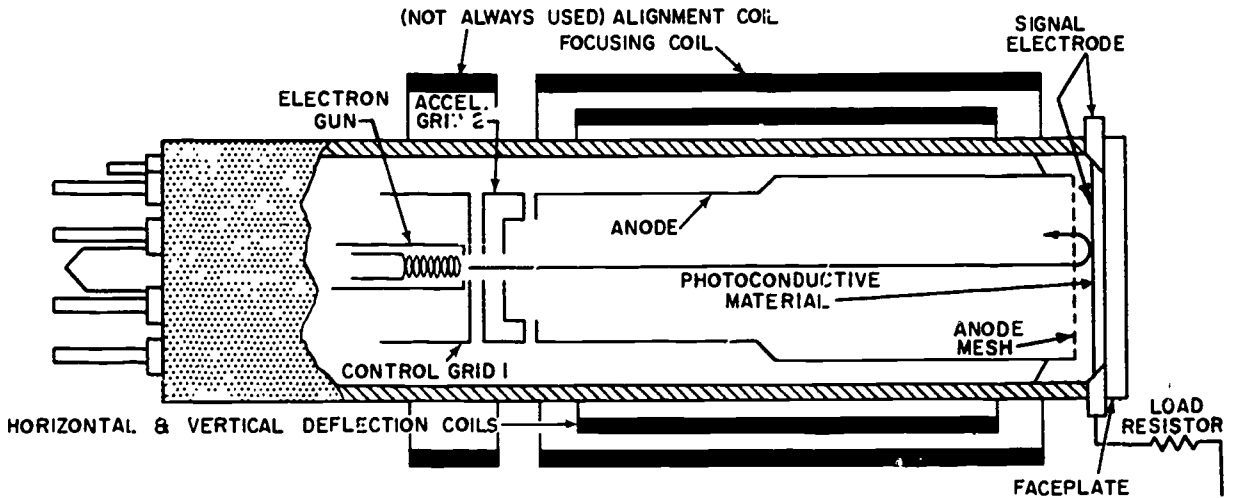 (NOT ALWAYS USED) ALIGNMENT COIL
FOCUSING COIL
SIGNAL
ELECTRODE
ELECTRON
GUN
ACCEL.
GRID 2
ANODE
PHOTOCONDUCTIVE
MATERIAL
ANODE
MESH
CONTROL GRID 1
HORIZONTAL & VERTICAL DEFLECTION COILS
LOAD
RESISTOR
FACEPLATE